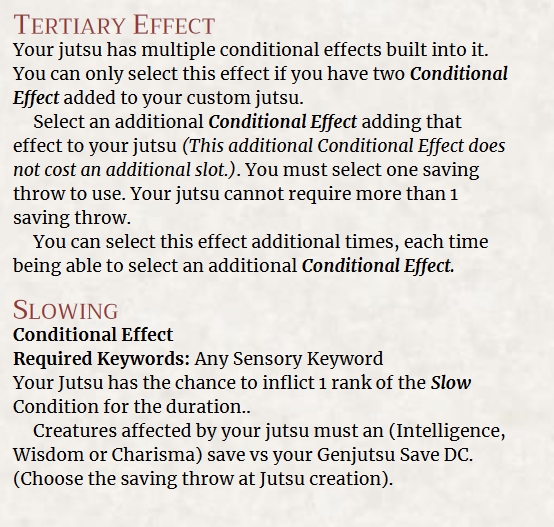 TERTIARY EFFECT
Your jutsu has multiple conditional effects built into it.
You can only select this effect if you have two Conditional
Effect added to your custom jutsu.
Select an additional Conditional Effect adding that
effect to your jutsu (This additional Conditional Effect does
not cost an additional slot.). You must select one saving
throw to use. Your jutsu cannot require more than 1
saving throw.
You can select this effect additional times, each time
being able to select an additional Conditional Effect.
SLOWING
Conditional Effect
Required Keywords: Any Sensory Keyword
Your Jutsu has the chance to inflict 1 rank of the Slow
Condition for the duration..
Creatures affected by your jutsu must an (Intelligence,
Wisdom or Charisma) save vs your Genjutsu Save DC.
(Choose the saving throw at Jutsu creation).